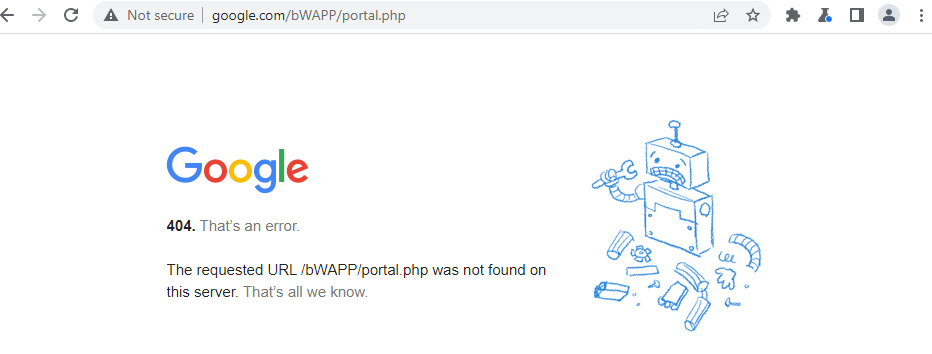 Not secure | google.com/bWAPP/portal.php
Google
404. That's an error.
The requested URL /bWAPP/portal.php was not found on
this server. That's all we know.